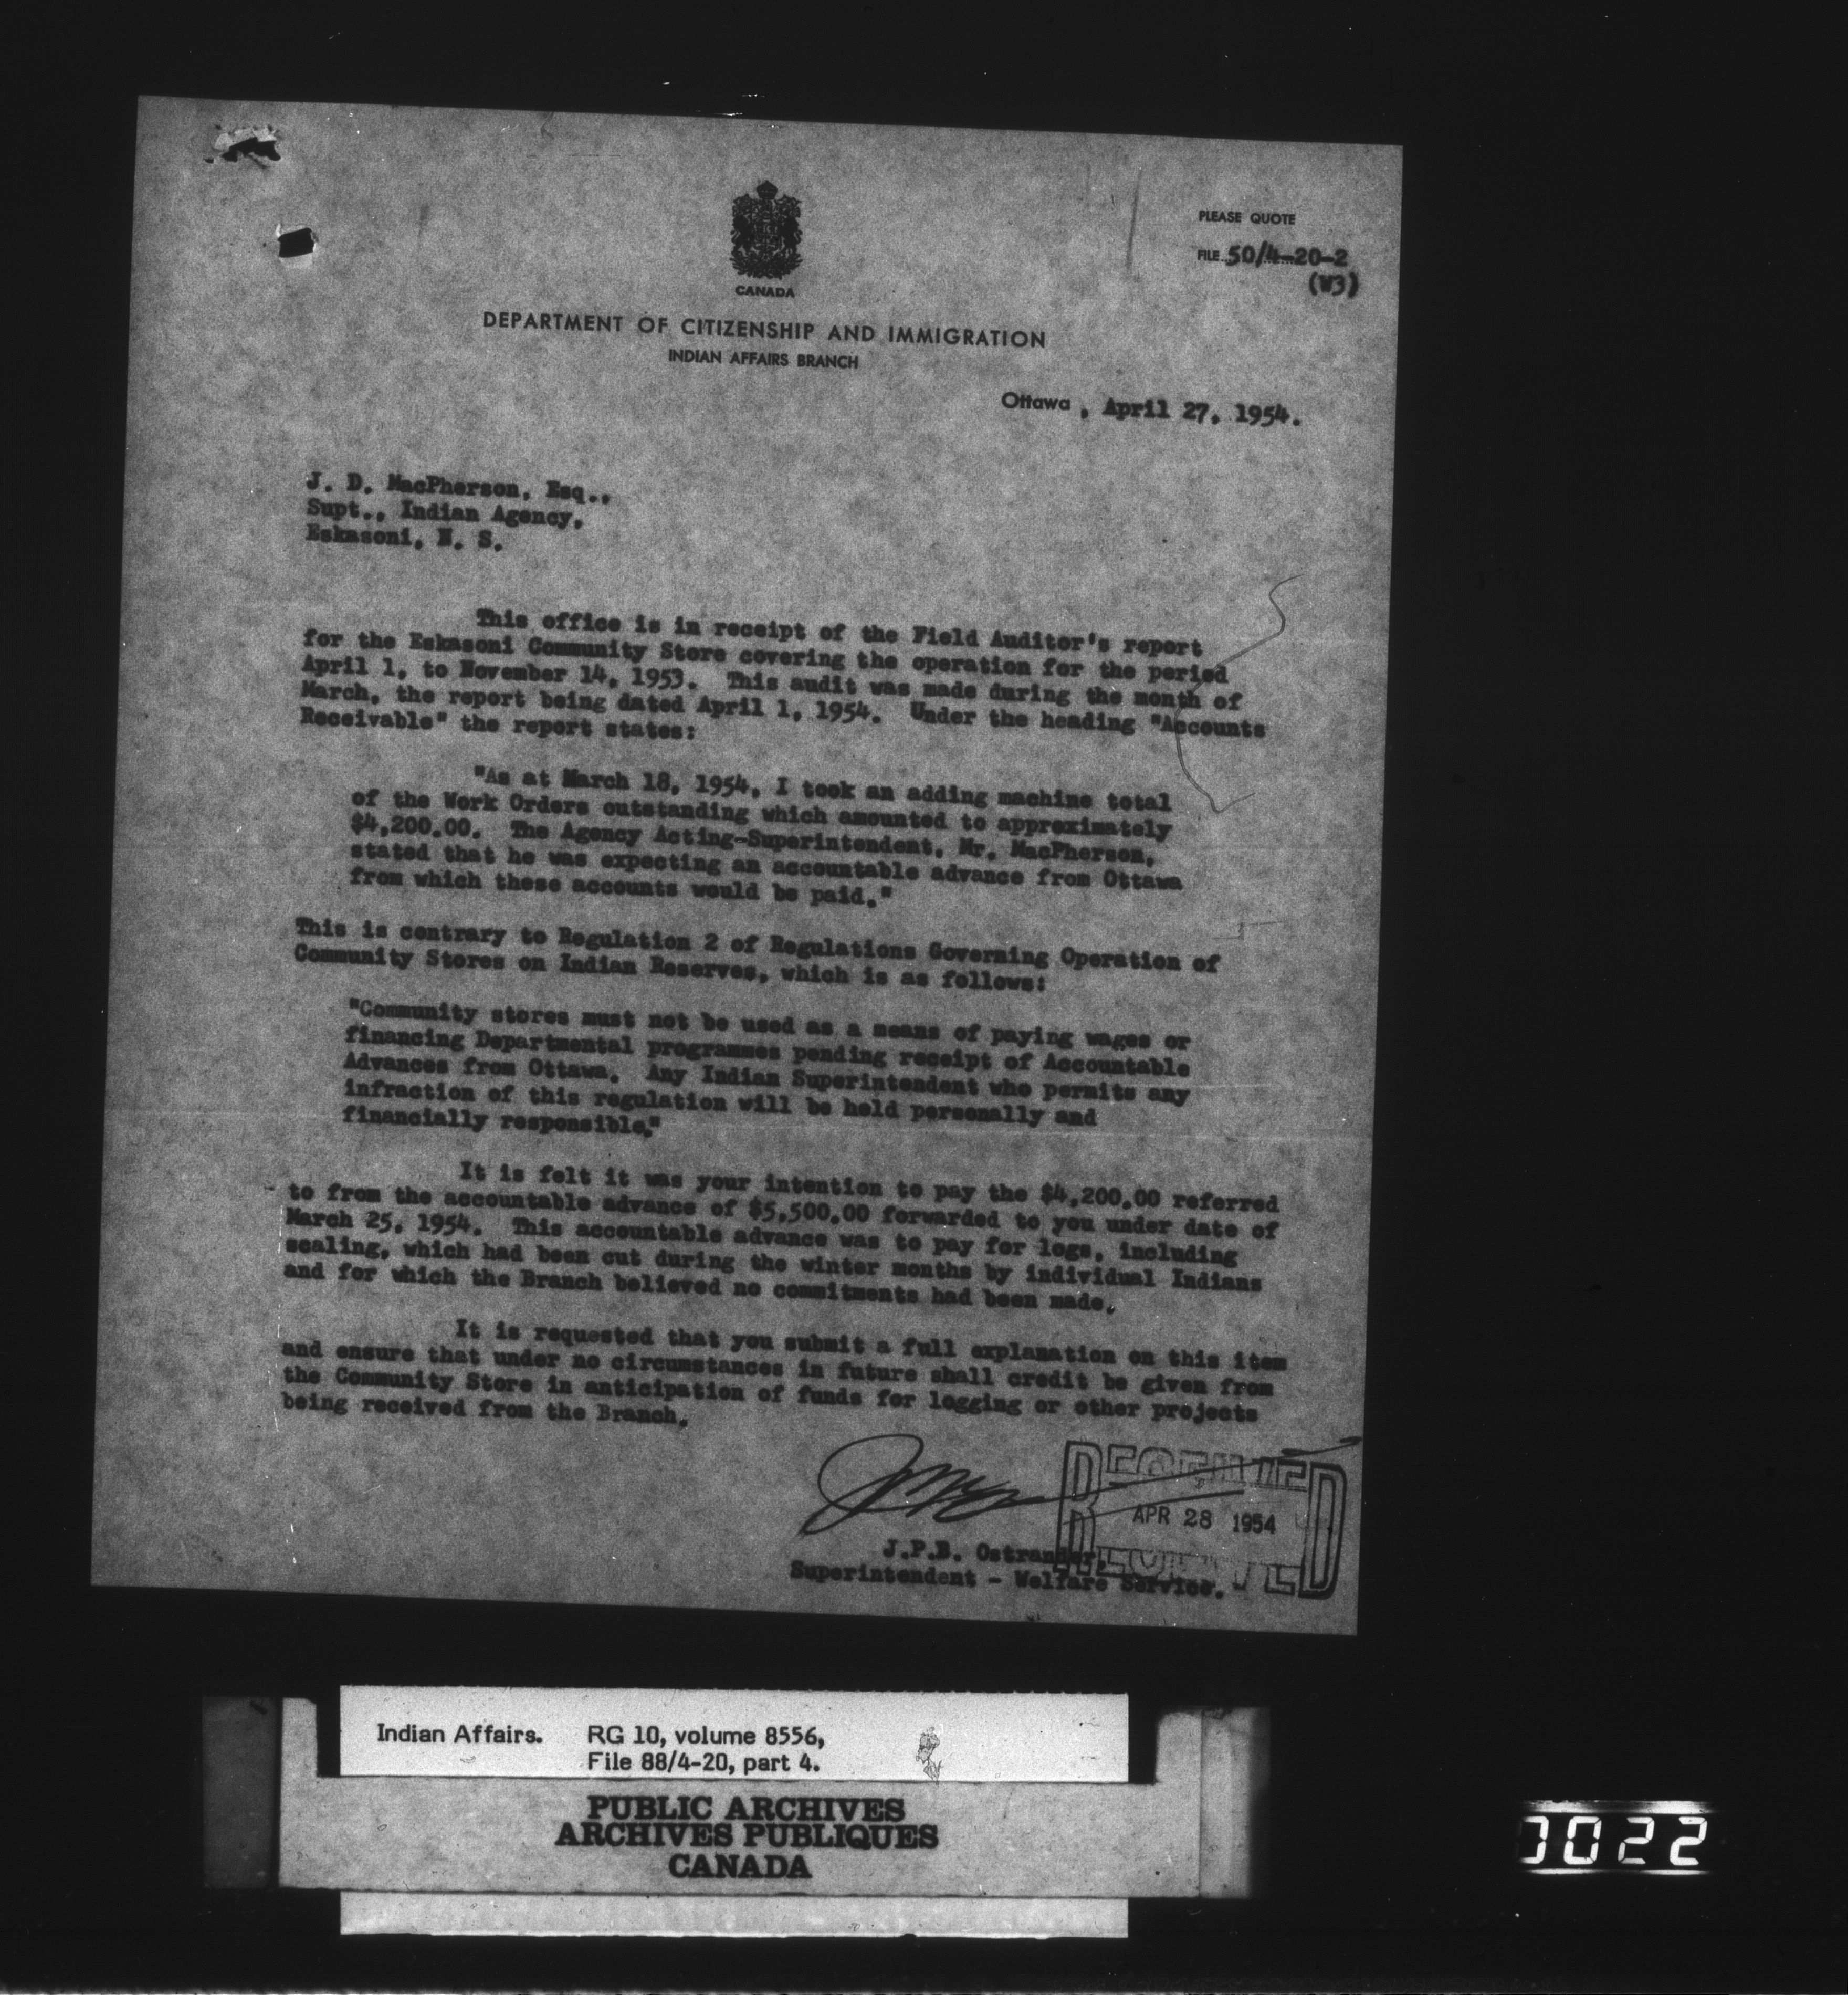 PLEASE QUOTE
FILE 50/4-20-2
(W3)
CANADA
DEPARTMENT OF CITIZENSHIP AND IMMIGRATION
INDIAN AFFAIRS BRANCH
Ottawa, April 27, 1954.
J. D. MacPherson, Esq.,
Supt., Indian Agency,
Eskasoni, N. S.
This office is in receipt of the Field Auditor's report
for the Eskasoni Community Store covering the operation for the period
April 1, to November 14, 1953. This audit was made during the month of
March, the report being dated April 1, 1954. Under the heading "Accounts
Receivable" the report states:
"As at March 18, 1954, I took an adding machine total
of the Work Orders outstanding which amounted to approximately
$4,200.00. The Agency Acting-Superintendent, Mr. MacPherson,
stated that he was expecting an accountable advance from Ottawa
from which these accounts would be paid."
This is contrary to Regulation 2 of Regulations Governing Operation of
Community Stores on Indian Reserves, which is as follows:
"Community stores must not be used as a means of paying wages or
financing Departmental programmes pending receipt of Accountable
Advances from Ottawa. Any Indian Superintendent who permits any
infraction of this regulation will be held personally and
financially responsible."
It is felt it was your intention to pay the $4,200.00 referred
to from the accountable advance of $5,500.00 forwarded to you under date of
March 25, 1954. This accountable advance was to pay for logs, including
scaling, which had been cut during the winter months by individual Indians
and for which the Branch believed no commitments had been made.
It is requested that you submit a full explanation on this item
and ensure that under no circumstances in future shall credit be given from
the Community Store in anticipation of funds for logging or other projects
being received from the Branch.
RECEIVED
APR 28 1954
RECEIVED
J.P.B. Ostrander,
Superintendent - Welfare Service.
Indian Affairs. RG 10, volume 8556,
File 88/4-20, part 4.
PUBLIC ARCHIVES
ARCHIVES PUBLIQUES
CANADA
0022